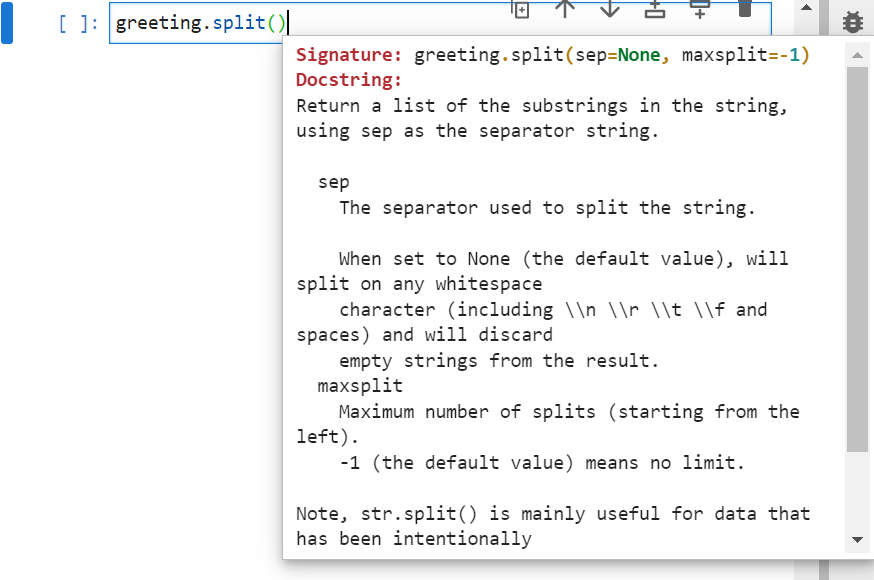 [ ]: greeting.split()
Signature: greeting.split(sep=None, maxsplit=-1)
Docstring:
Return a list of the substrings in the string,
using sep as the separator string.
sep
The separator used to split the string.
When set to None (the default value), will
split on any whitespace
character (including \\n \\r \\t \\f and
spaces) and will discard
empty strings from the result.
maxsplit
Maximum number of splits (starting from the
left).
-1 (the default value) means no limit.
Note, str.split() is mainly useful for data that
has been intentionally